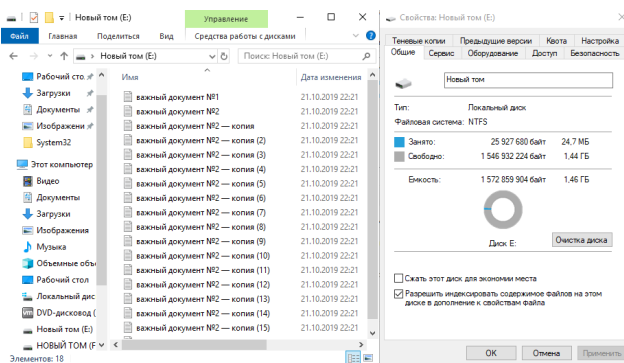 Новый том (E:)
Управление
Файл Главная Поделиться Вид Средства работы с дисками
Новый том (E:)
Поиск: Новый том (E:)
Рабочий сто.
Загрузки
Документы
Изображени
System32
Этот компьютер
Видео
Документы
Загрузки
Изображения
Музыка
Объемные объ
Рабочий стол
Локальный дис
DVD-дисковод (
Новый том (E:)
НОВЫЙ ТОМ (F
Имя Дата изменения
важный документ №1 21.10.2019 22:21
важный документ №2 21.10.2019 22:21
важный документ №2 — копия 21.10.2019 22:21
важный документ №2 — копия (2) 21.10.2019 22:21
важный документ №2 — копия (3) 21.10.2019 22:21
важный документ №2 — копия (4) 21.10.2019 22:21
важный документ №2 — копия (5) 21.10.2019 22:21
важный документ №2 — копия (6) 21.10.2019 22:21
важный документ №2 — копия (7) 21.10.2019 22:21
важный документ №2 — копия (8) 21.10.2019 22:21
важный документ №2 — копия (9) 21.10.2019 22:21
важный документ №2 — копия (10) 21.10.2019 22:21
важный документ №2 — копия (11) 21.10.2019 22:21
важный документ №2 — копия (12) 21.10.2019 22:21
важный документ №2 — копия (13) 21.10.2019 22:21
важный документ №2 — копия (14) 21.10.2019 22:21
важный документ №2 — копия (15) 21.10.2019 22:21
Элементов: 18
Свойства: Новый том (E:)
Теневые копии Предыдущие версии Квота Настройка
Общие Сервис Оборудование Доступ Безопасность
Новый том
Тип: Локальный диск
Файловая система: NTFS
Занято: 25 927 680 байт 24,7 МБ
Свободно: 1 546 932 224 байт 1,44 ГБ
Емкость: 1 572 859 904 байт 1,46 ГБ
Диск E:
Очистка диска
Сжать этот диск для экономии места
Разрешить индексировать содержимое файлов на этом
диске в дополнение к свойствам файла
OK Отмена Применить